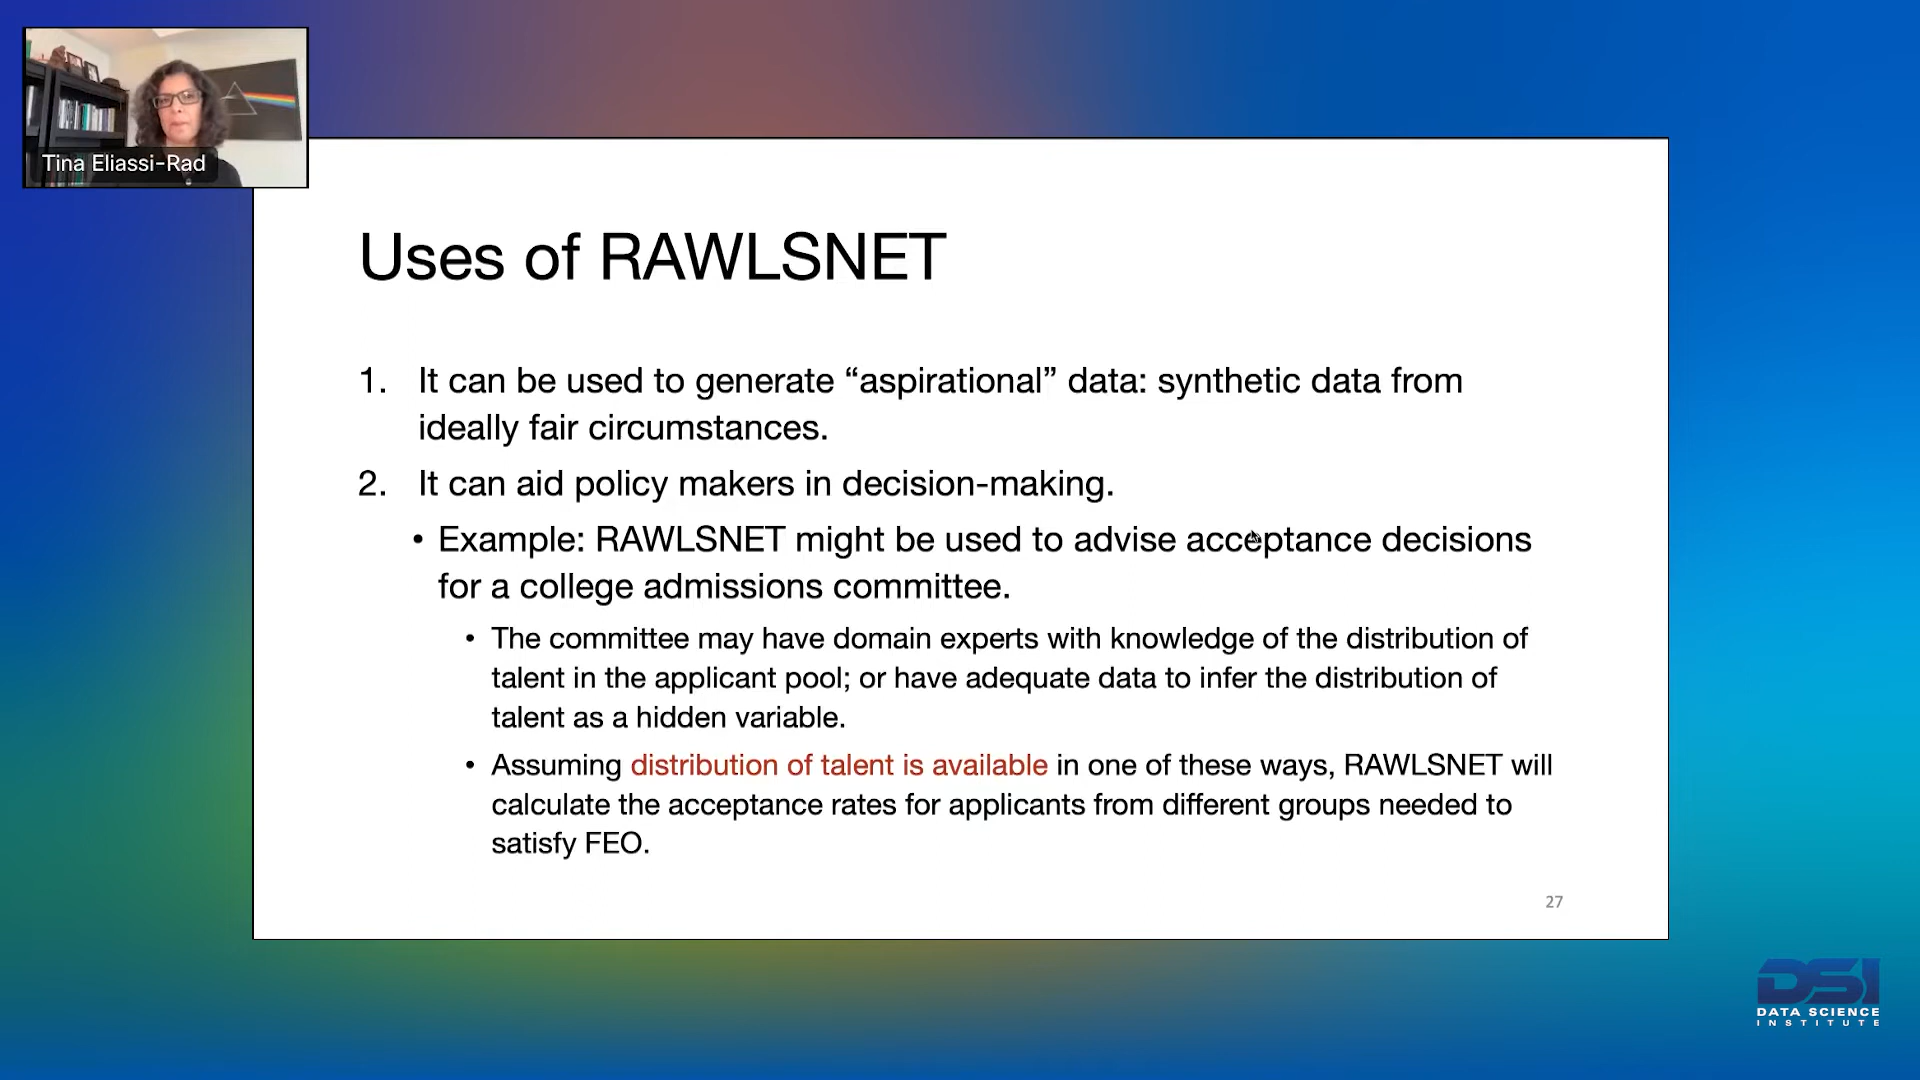 Tina Eliassi-Rad
Uses of RAWLSNET
1. It can be used to generate “aspirational” data: synthetic data from
ideally fair circumstances.
2. It can aid policy makers in decision-making.
• Example: RAWLSNET might be used to advise acceptance decisions
for a college admissions committee.
• The committee may have domain experts with knowledge of the distribution of
talent in the applicant pool; or have adequate data to infer the distribution of
talent as a hidden variable.
• Assuming distribution of talent is available in one of these ways, RAWLSNET will
calculate the acceptance rates for applicants from different groups needed to
satisfy FEO.
27
DSI
DATA SCIENCE
INSTITUTE